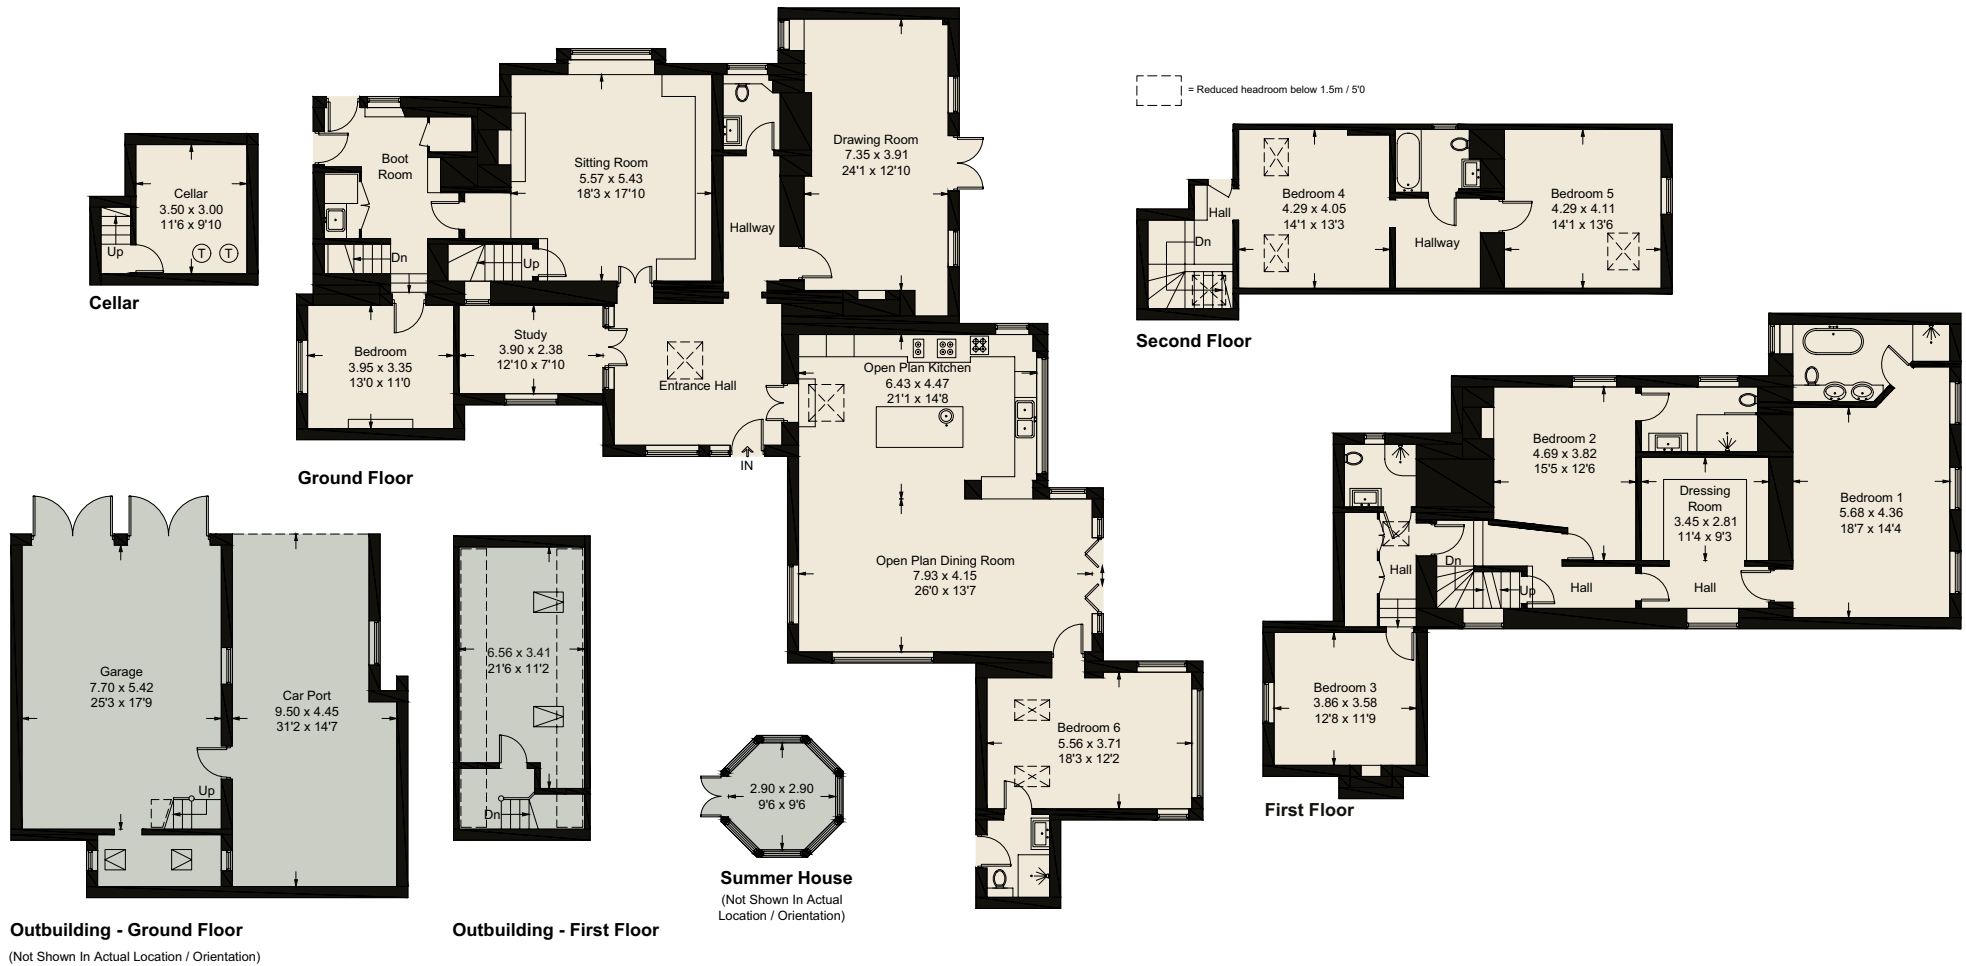 Cellar
3.50 x 3.00
11'6 x 9'10
Up
T
T
Cellar
Boot
Room
Dn
Sitting Room
5.57 x 5.43
18'3 x 17'10
Up
Hallway
Drawing Room
7.35 x 3.91
24'1 x 12'10
Bedroom
3.95 x 3.35
13'0 x 11'0
Study
3.90 x 2.38
12'10 x 7'10
Entrance Hall
IN
Open Plan Kitchen
6.43 x 4.47
21'1 x 14'8
Open Plan Dining Room
7.93 x 4.15
26'0 x 13'7
Bedroom 6
5.56 x 3.71
18'3 x 12'2
Ground Floor
= Reduced headroom below 1.5m / 5'0
Hall
Dn
Bedroom 4
4.29 x 4.05
14'1 x 13'3
Hallway
Bedroom 5
4.29 x 4.11
14'1 x 13'6
Second Floor
Bedroom 2
4.69 x 3.82
15'5 x 12'6
Dressing
Room
3.45 x 2.81
11'4 x 9'3
Bedroom 1
5.68 x 4.36
18'7 x 14'4
Hall
Dn
Up
Hall
Hall
Bedroom 3
3.86 x 3.58
12'8 x 11'9
First Floor
Garage
7.70 x 5.42
25'3 x 17'9
Up
Car Port
9.50 x 4.45
31'2 x 14'7
Outbuilding - Ground Floor
(Not Shown In Actual Location / Orientation)
6.56 x 3.41
21'6 x 11'2
Dn
Outbuilding - First Floor
2.90 x 2.90
9'6 x 9'6
Summer House
(Not Shown In Actual
Location / Orientation)